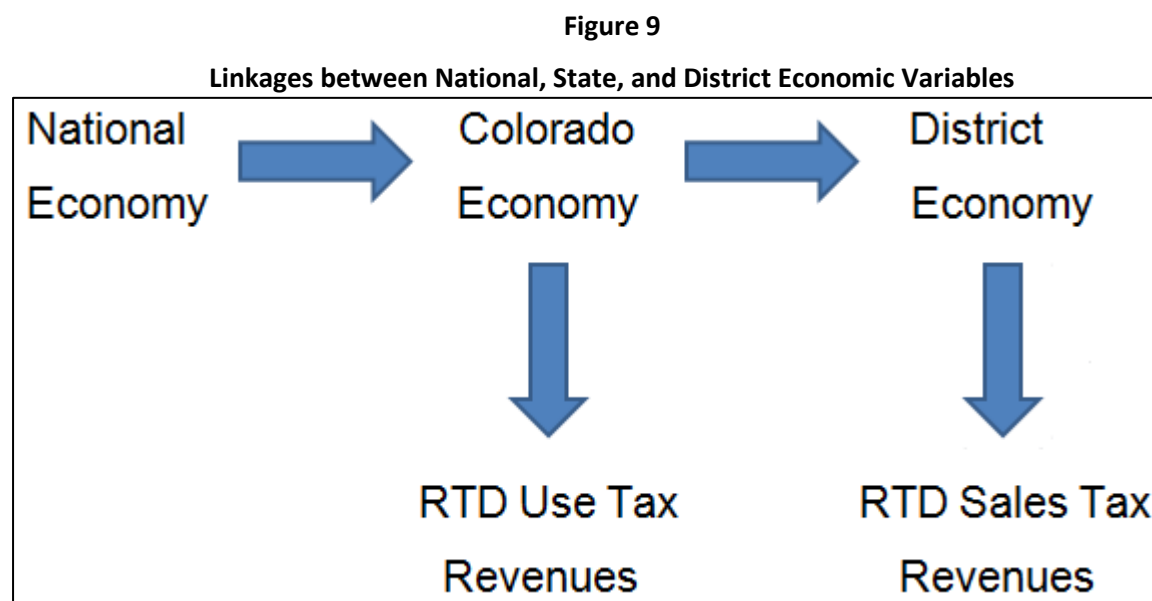 Figure 9
Linkages between National, State, and District Economic Variables
National
Economy
Colorado
Economy
District
Economy
RTD Use Tax
Revenues
RTD Sales Tax
Revenues